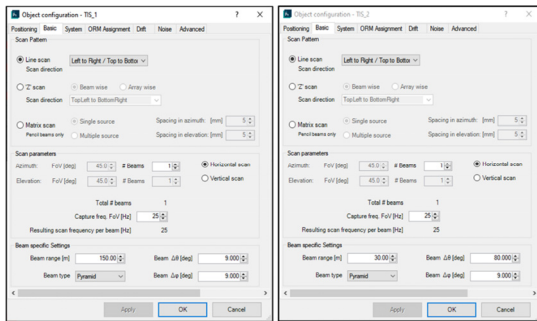 Object configuration - TIS_1
Positioning Basic System ORM Assignment Drift Noise Advanced
Scan Pattern
Line scan Left to Right / Top to Bottor
Scan direction
'Z' scan Beam wise Array wise
Scan direction TopLeft to BottomRight
Matrix scan Single source Spacing in azimuth: [mm] 5
Pencil beams only Multiple source Spacing in elevation: [mm] 5
Scan parameters
Azimuth: FoV [deg] 45.0 # Beams 1 Horizontal scan
Elevation: FoV [deg] 45.0 # Beams 1 Vertical scan
Total # beams 1
Capture freq. FoV [Hz] 25
Resulting scan frequency per beam [Hz] 25
Beam specific Settings
Beam range [m] 150.00 Beam Δθ [deg] 9.000
Beam type Pyramid Beam Δφ [deg] 9.000
Apply OK Cancel
Object configuration - TIS_2
Positioning Basic System ORM Assignment Drift Noise Advanced
Scan Pattern
Line scan Left to Right / Top to Bottor
Scan direction
'Z' scan Beam wise Array wise
Scan direction TopLeft to BottomRight
Matrix scan Single source Spacing in azimuth: [mm] 5
Pencil beams only Multiple source Spacing in elevation: [mm] 5
Scan parameters
Azimuth: FoV [deg] 45.0 # Beams 1 Horizontal scan
Elevation: FoV [deg] 45.0 # Beams 1 Vertical scan
Total # beams 1
Capture freq. FoV [Hz] 25
Resulting scan frequency per beam [Hz] 25
Beam specific Settings
Beam range [m] 30.00 Beam Δθ [deg] 80.000
Beam type Pyramid Beam Δφ [deg] 9.000
Apply OK Cancel